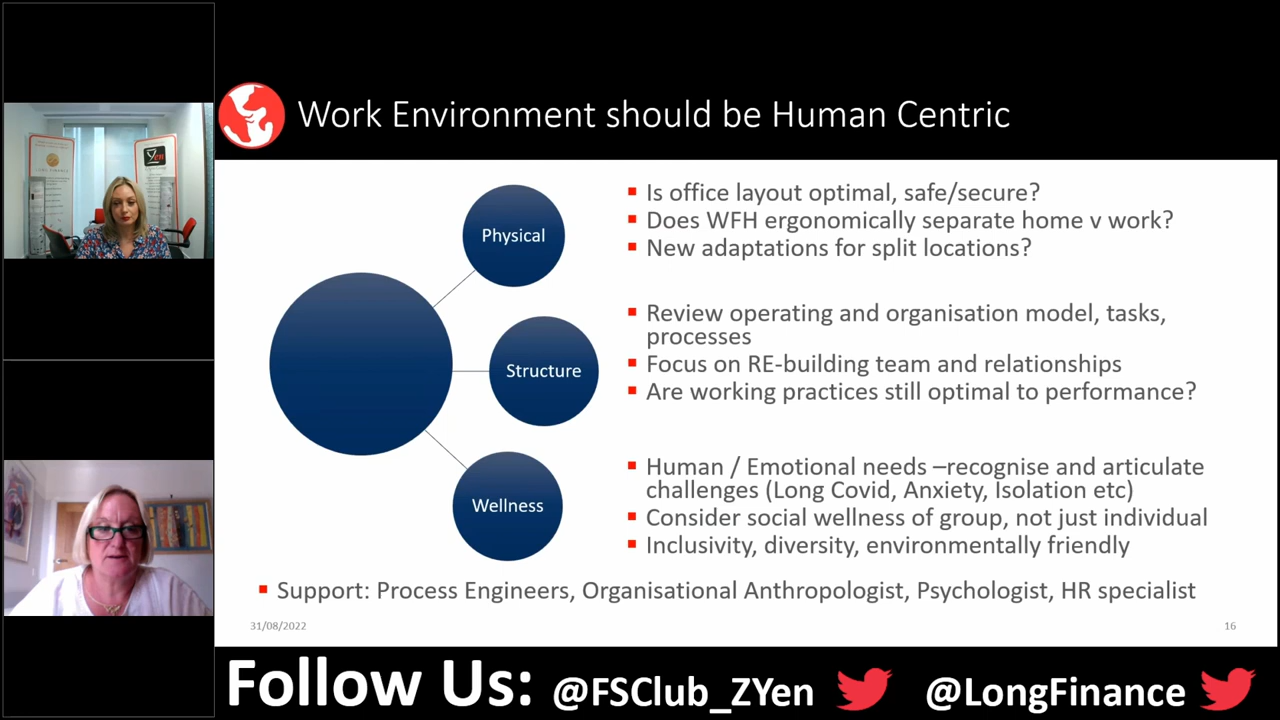 Work Environment should be Human Centric
Physical
Is office layout optimal, safe/secure?
Does WFH ergonomically separate home v work?
New adaptations for split locations?
Structure
Review operating and organisation model, tasks,
processes
Focus on RE-building team and relationships
Are working practices still optimal to performance?
Wellness
Human / Emotional needs –recognise and articulate
challenges (Long Covid, Anxiety, Isolation etc)
Consider social wellness of group, not just individual
Inclusivity, diversity, environmentally friendly
Support: Process Engineers, Organisational Anthropologist, Psychologist, HR specialist
31/08/2022
16
Follow Us: @FSClub_ZYen @LongFinance